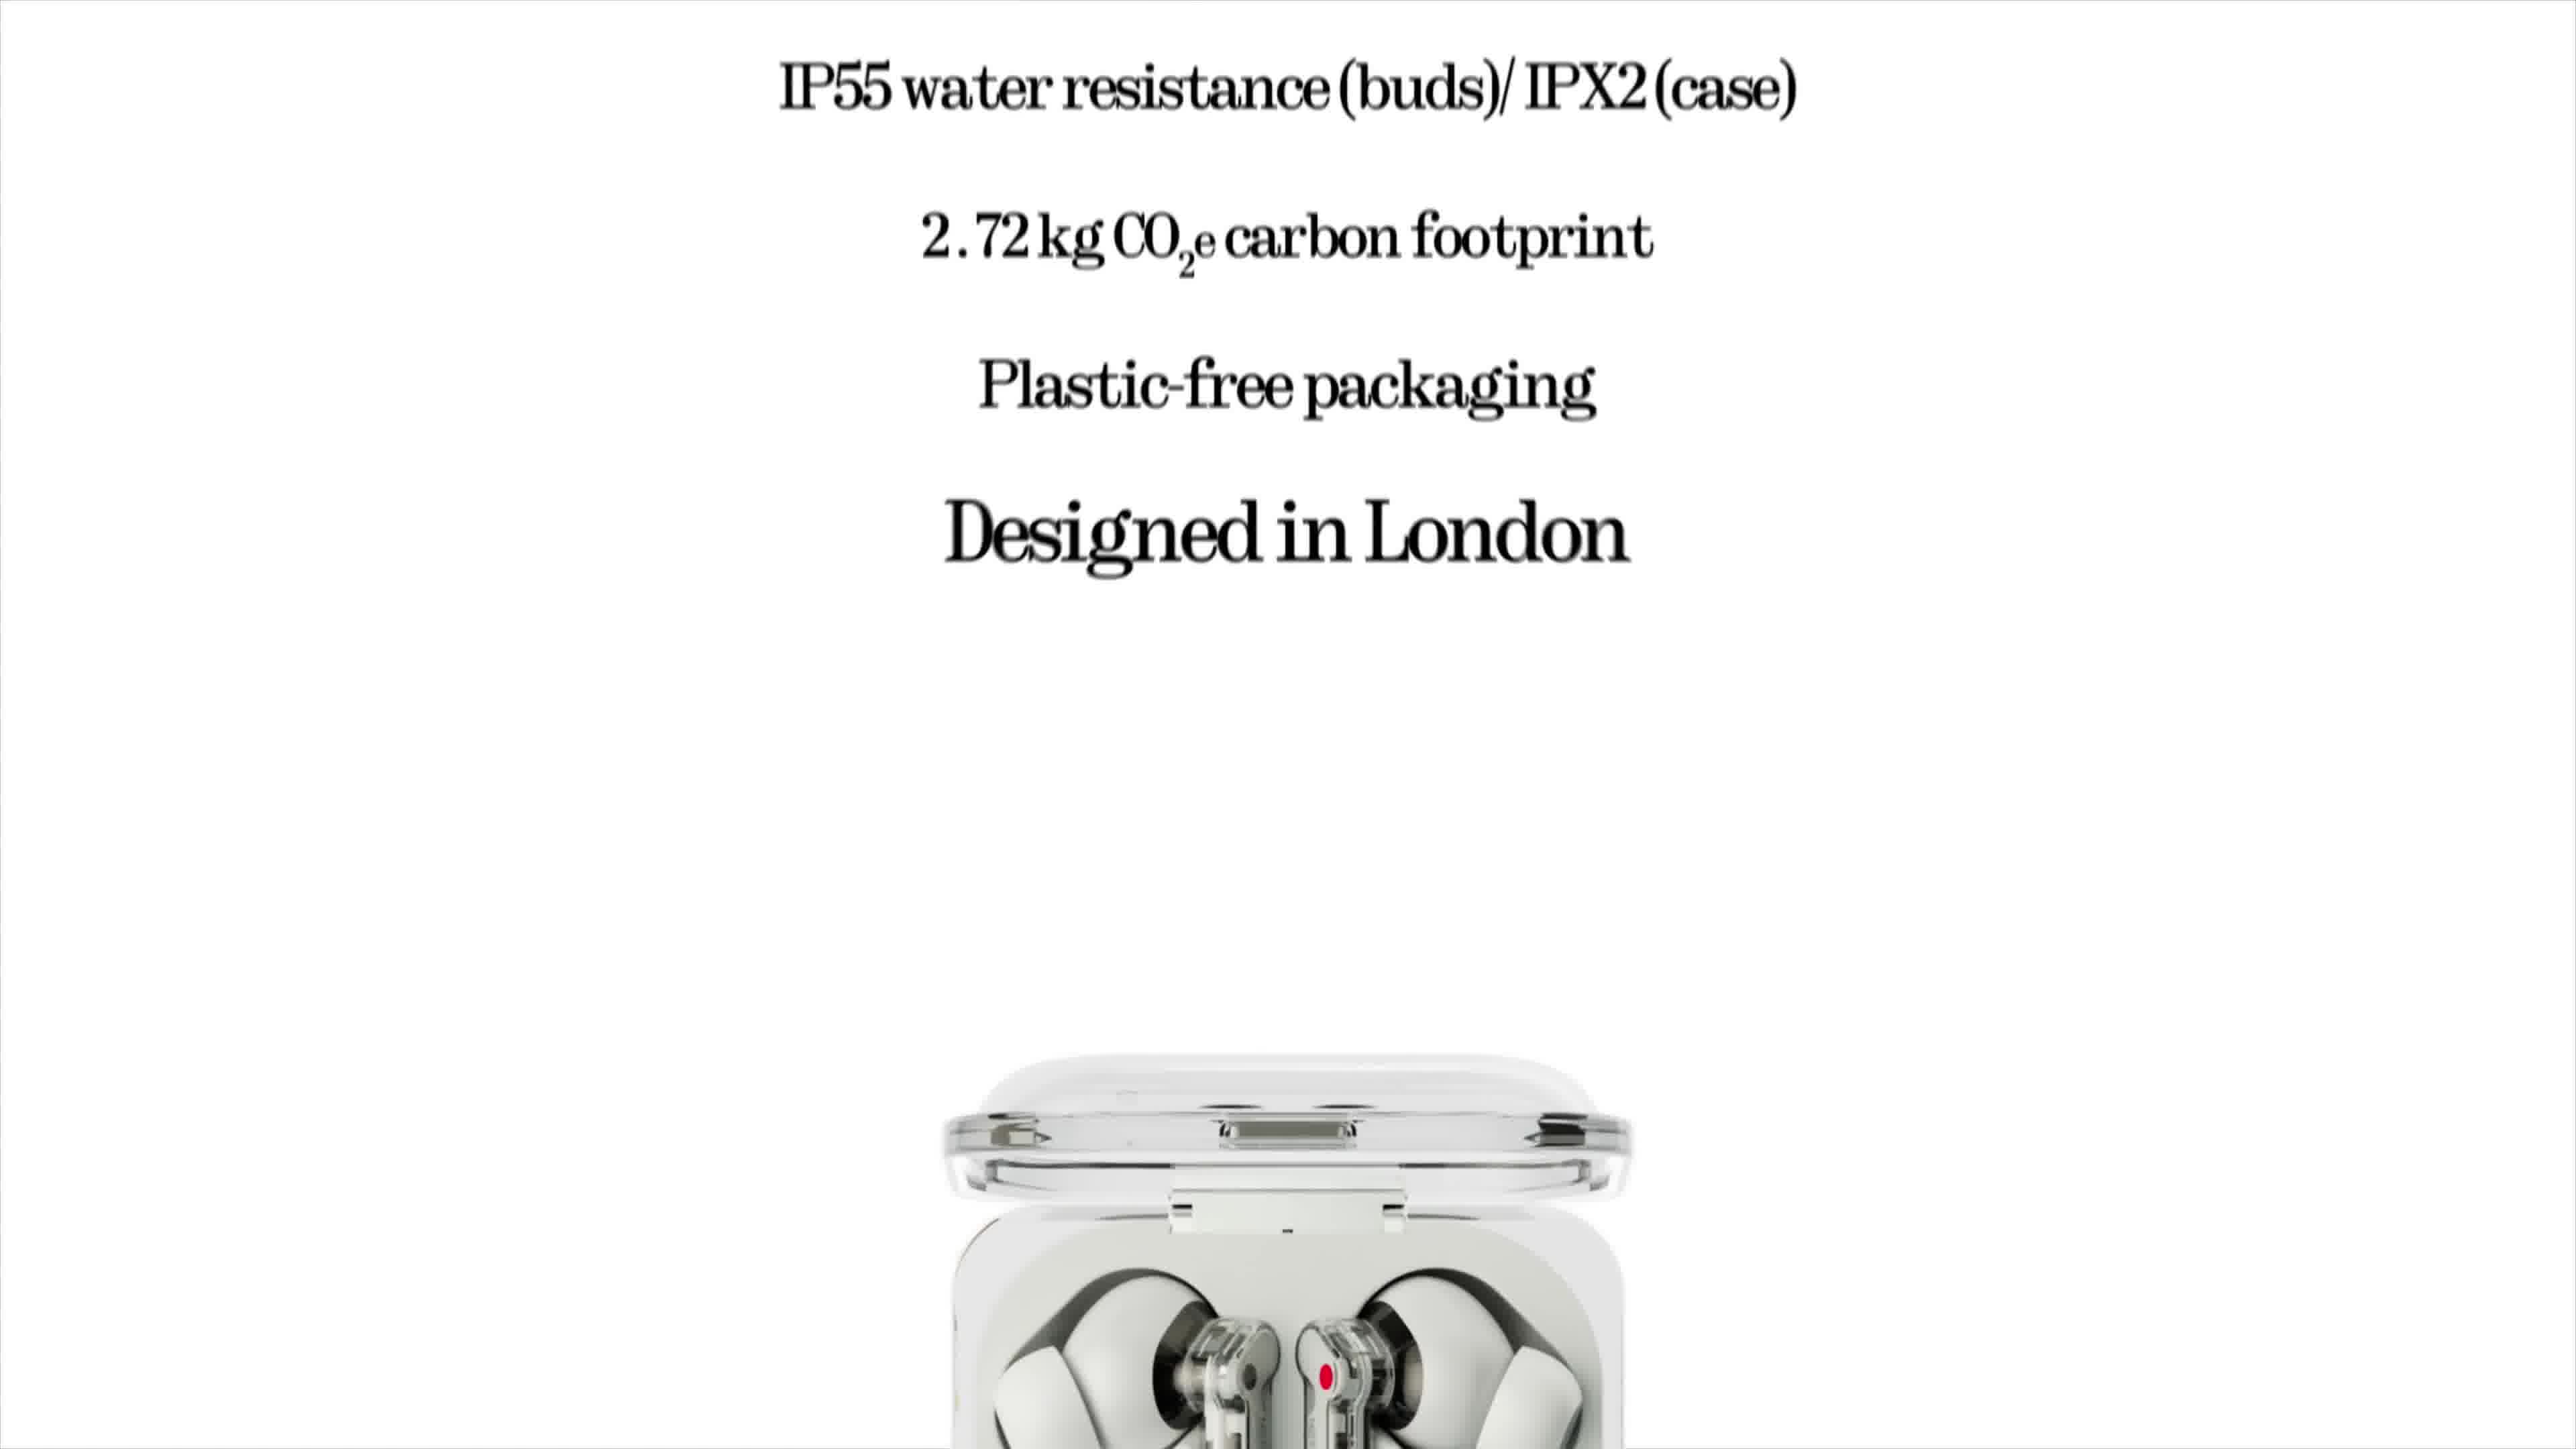 IP55 water resistance (buds)/ IPX2 (case)
2.72 kg CO₂e carbon footprint
Plastic-free packaging
Designed in London